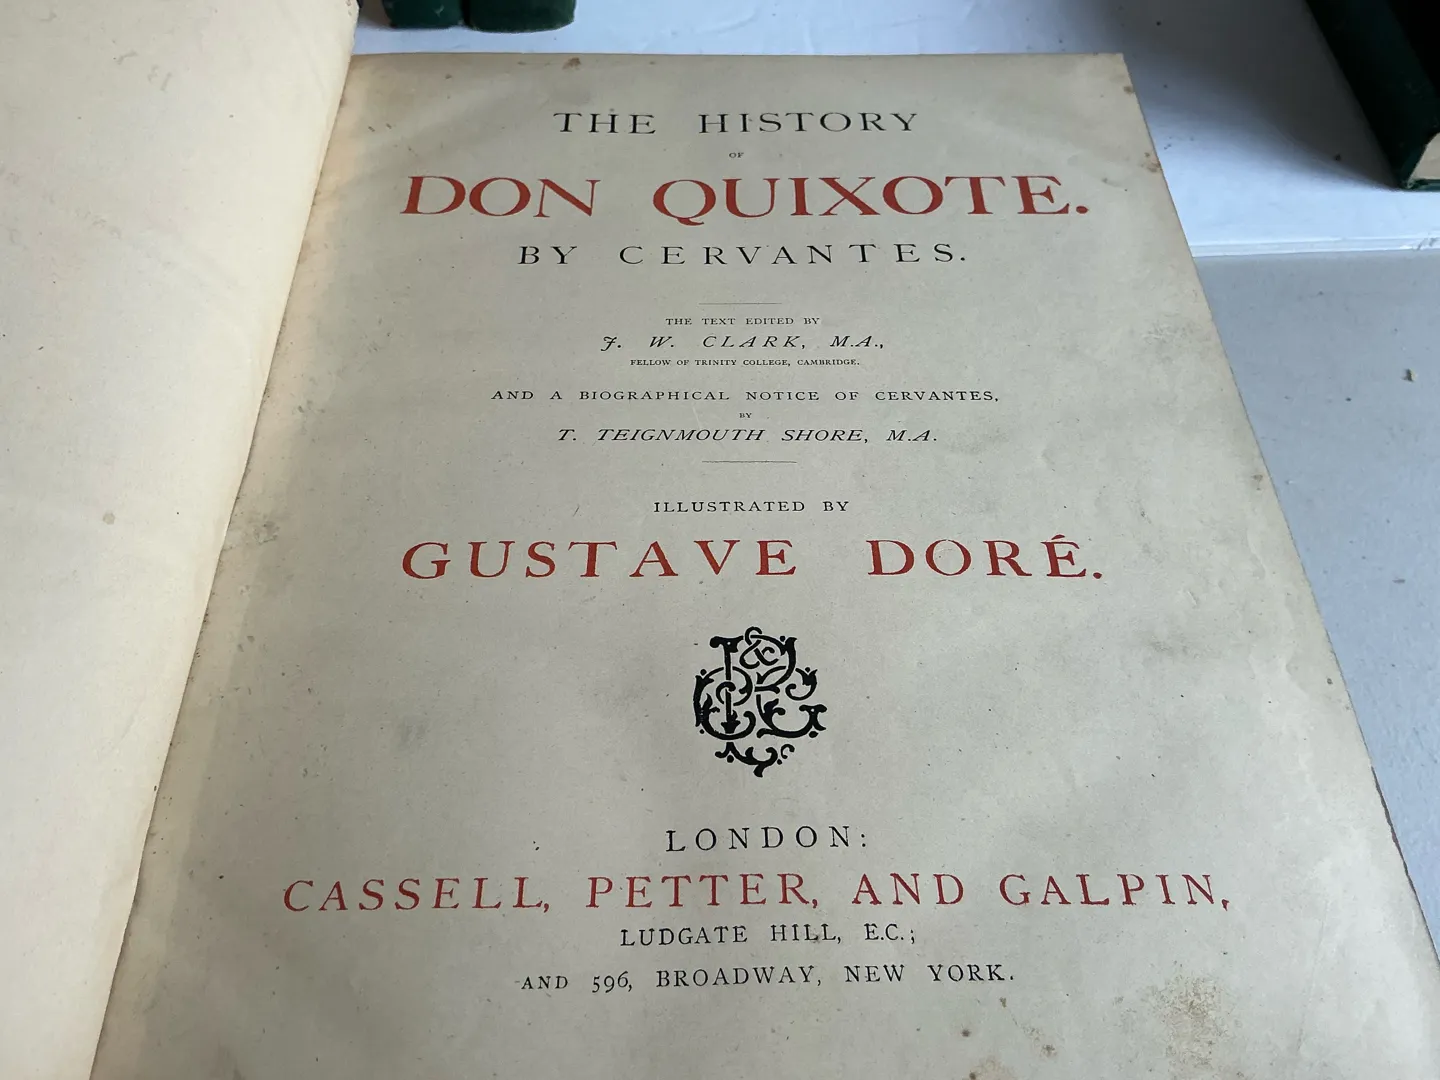 THE HISTORY
OF
DON QUIXOTE.
BY CERVANTES.
THE TEXT EDITED BY
J. W. CLARK, M.A.,
FELLOW OF TRINITY COLLEGE, CAMBRIDGE.
AND A BIOGRAPHICAL NOTICE OF CERVANTES,
BY
T. TEIGNMOUTH SHORE, M.A.
ILLUSTRATED BY
GUSTAVE DORÉ.
LONDON:
CASSELL, PETTER, AND GALPIN,
LUDGATE HILL, E.C.;
AND 596, BROADWAY, NEW YORK.